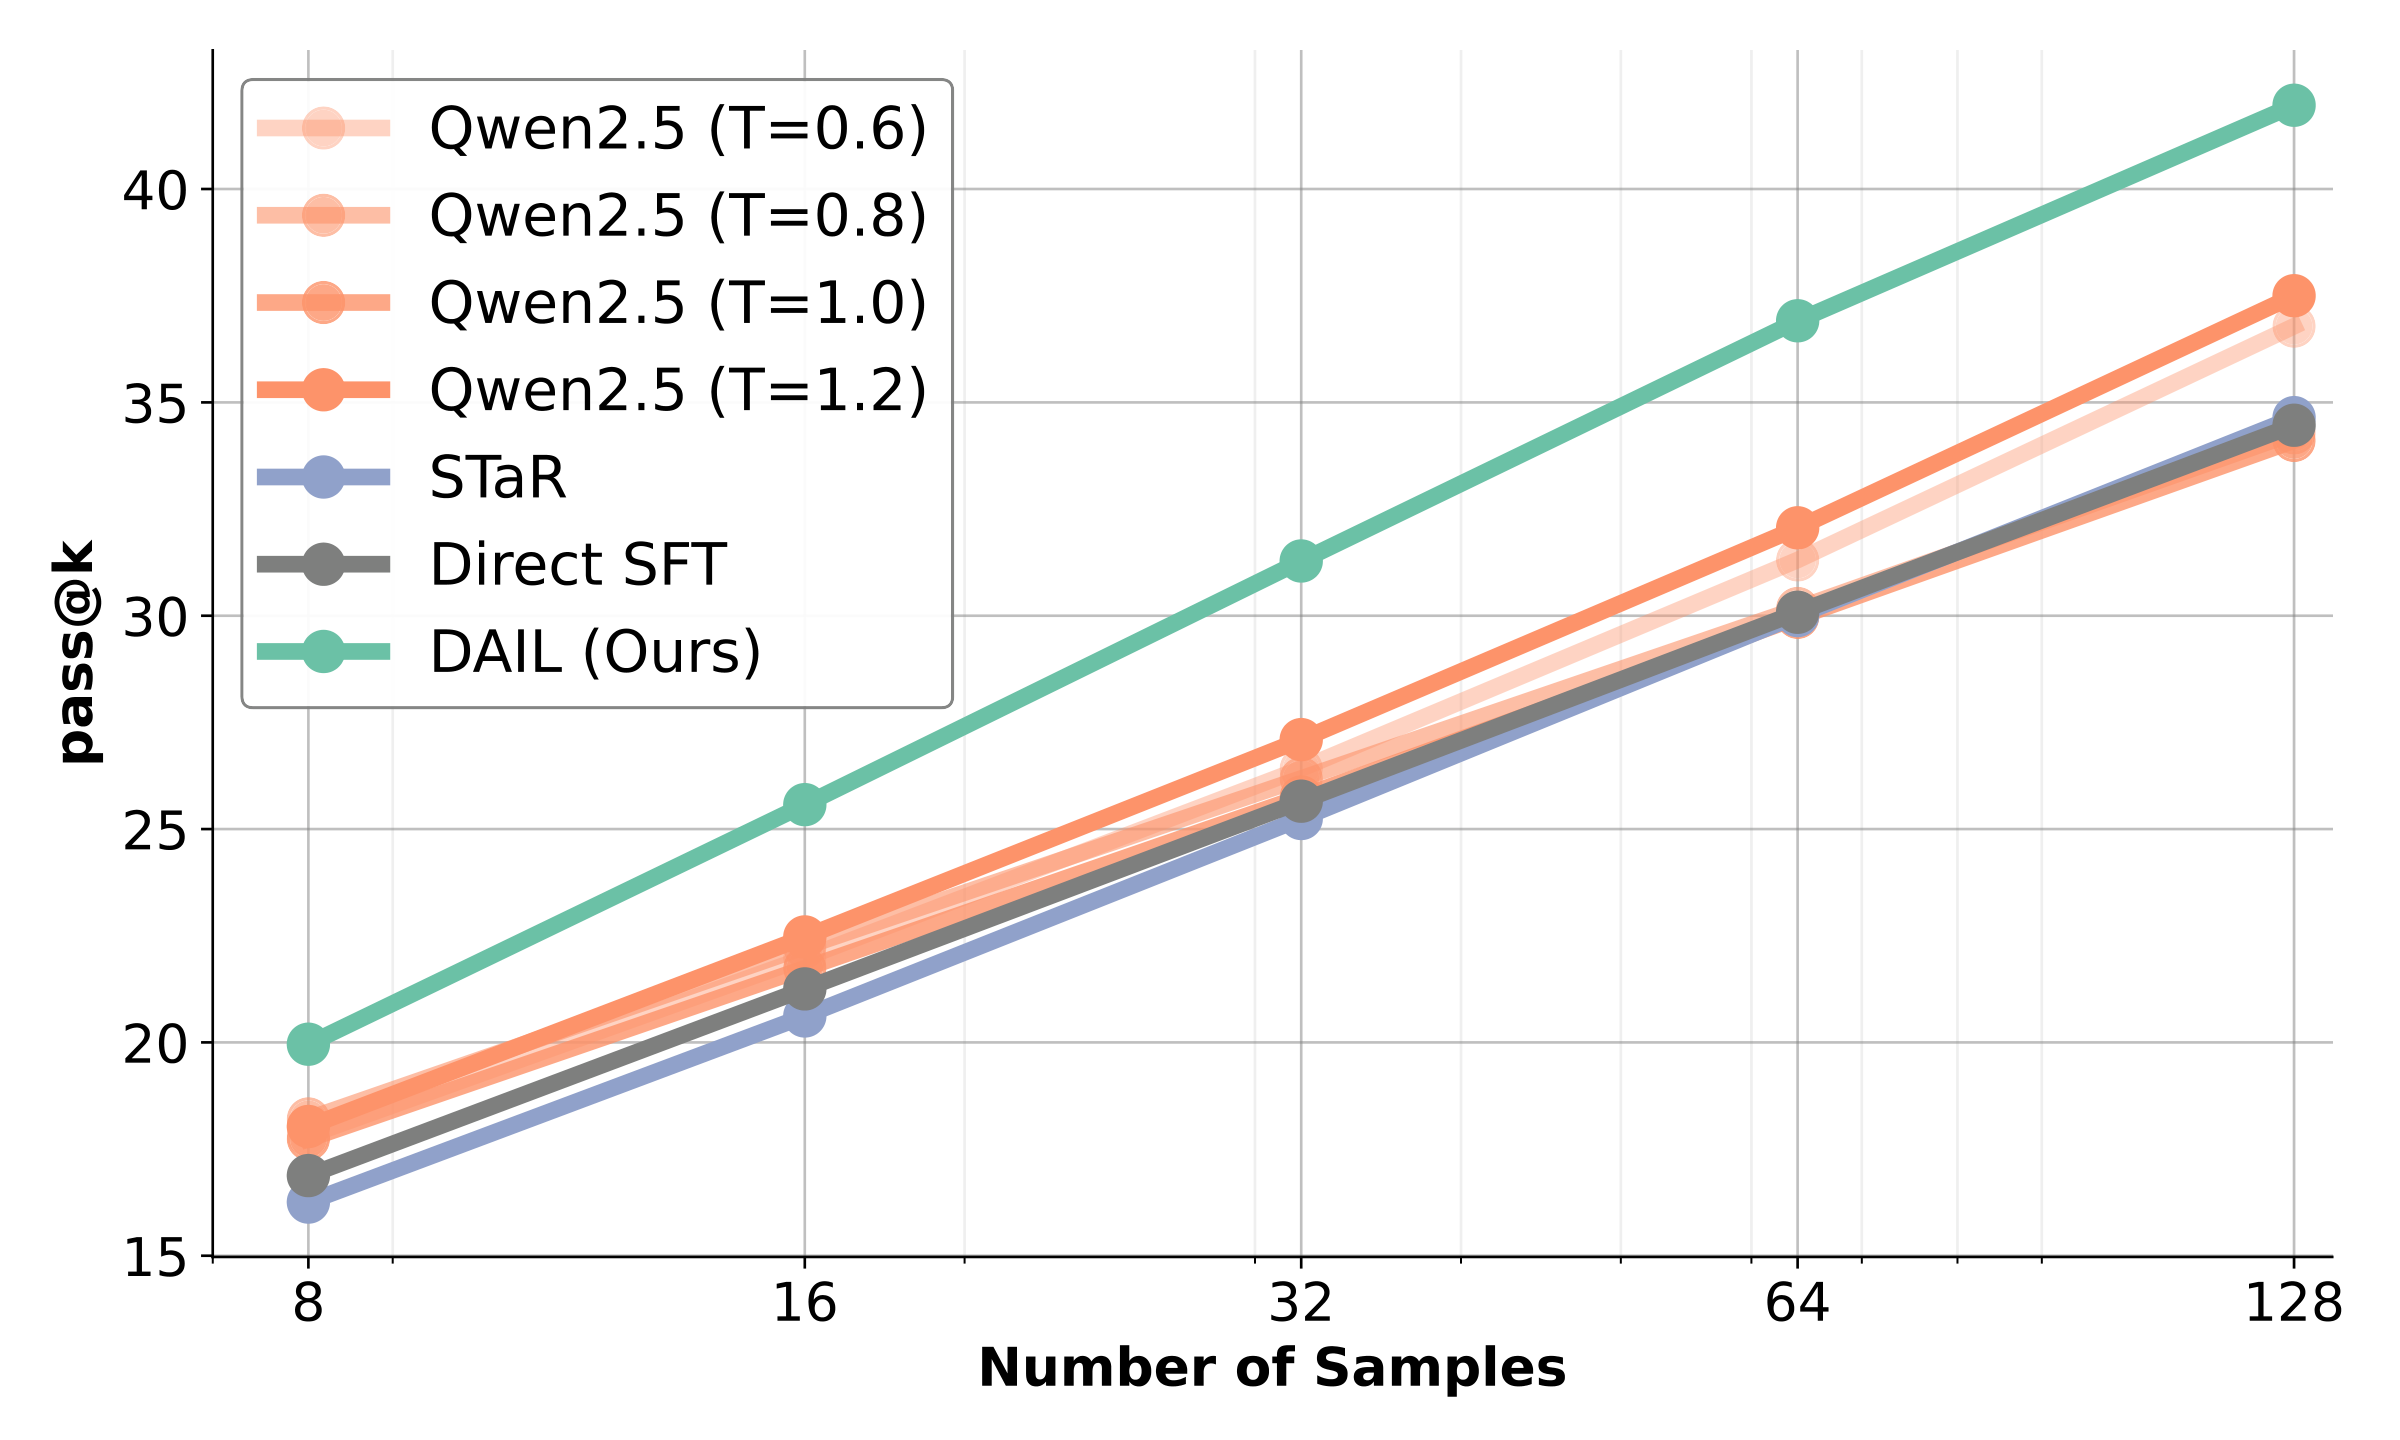 Qwen2.5 (T=0.6)
Qwen2.5 (T=0.8)
Qwen2.5 (T=1.0)
Qwen2.5 (T=1.2)
STaR
Direct SFT
DAIL (Ours)
40
35
30
25
20
15
pass@k
8 16 32 64 128
Number of Samples